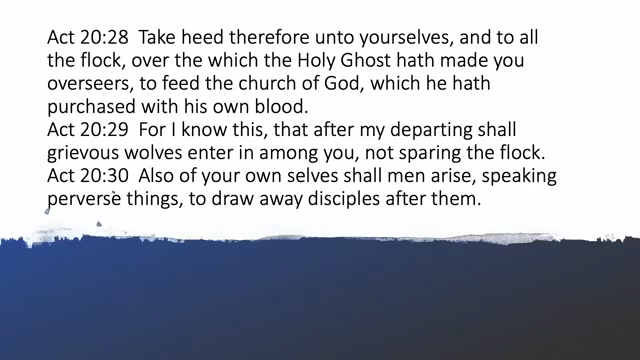 Act 20:28  Take heed therefore unto yourselves, and to all
the flock, over the which the Holy Ghost hath made you
overseers, to feed the church of God, which he hath
purchased with his own blood.
Act 20:29  For I know this, that after my departing shall
grievous wolves enter in among you, not sparing the flock.
Act 20:30  Also of your own selves shall men arise, speaking
perverse things, to draw away disciples after them.